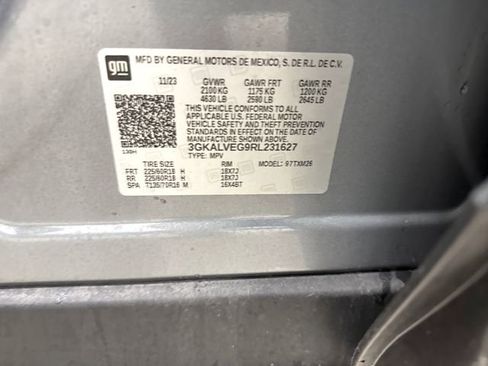 gm
MFD BY GENERAL MOTORS DE MEXICO, S. DE R.L. DE C.V.
11/23 GVWR GAWR FRT GAWR RR
2100 KG 1175 KG 1200 KG
4630 LB 2590 LB 2645 LB
THIS VEHICLE CONFORMS TO ALL
APPLICABLE U.S. FEDERAL MOTOR
VEHICLE SAFETY AND THEFT PREVENTION
STANDARDS IN EFFECT ON THE DATE
OF MANUFACTURE SHOWN ABOVE.
3GKALVEG9RL231627
TYPE: MPV MODEL: 97TXM26
TIRE SIZE RIM
FRT 225/60R18 H 18X7J
RR 225/60R18 H 18X7J
SPA T135/70R16 M 16X4BT